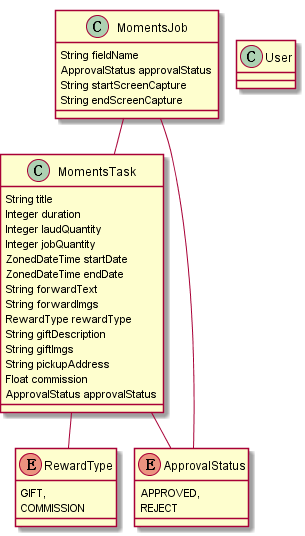 C MomentsJob
String fieldName
ApprovalStatus approvalStatus
String startScreenCapture
String endScreenCapture
C User
C MomentsTask
String title
Integer duration
Integer laudQuantity
Integer jobQuantity
ZonedDateTime startDate
ZonedDateTime endDate
String forwardText
String forwardImgs
RewardType rewardType
String giftDescription
String giftImgs
String pickupAddress
Float commission
ApprovalStatus approvalStatus
E RewardType
GIFT,
COMMISSION
E ApprovalStatus
APPROVED,
REJECT